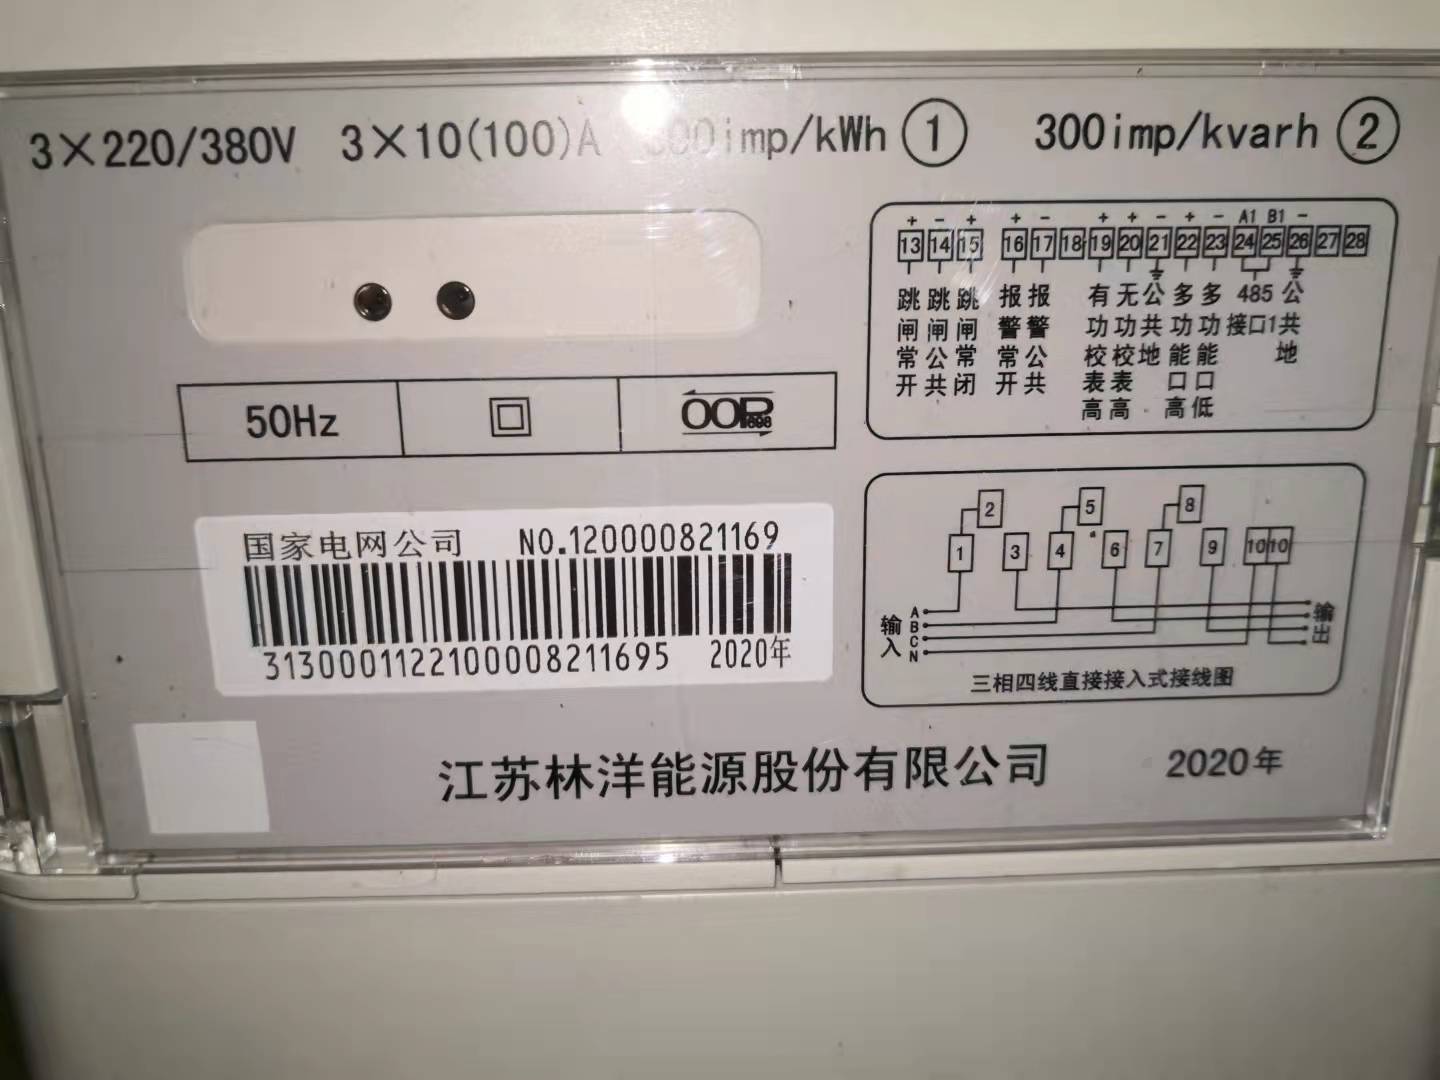 3×220/380V 3×10(100)A 300imp/kWh ① 300imp/kvarh ②
+ - + + - + + - + - A1 B1 -
13 14 15 16 17 18 19 20 21 22 23 24 25 26 27 28
跳闸常开 跳闸公共 跳闸常闭 报警常开 报警公共 有功校表高 无功校表高 公共地 多功能口高 多功能口低 485接口1 公共地
50Hz
OOP
698
国家电网公司 NO.120000821169
3130001122100008211695 2020年
2 5 8
1 3 4 6 7 9 10 10
输入 A B C N 输出
三相四线直接接入式接线图
江苏林洋能源股份有限公司 2020年